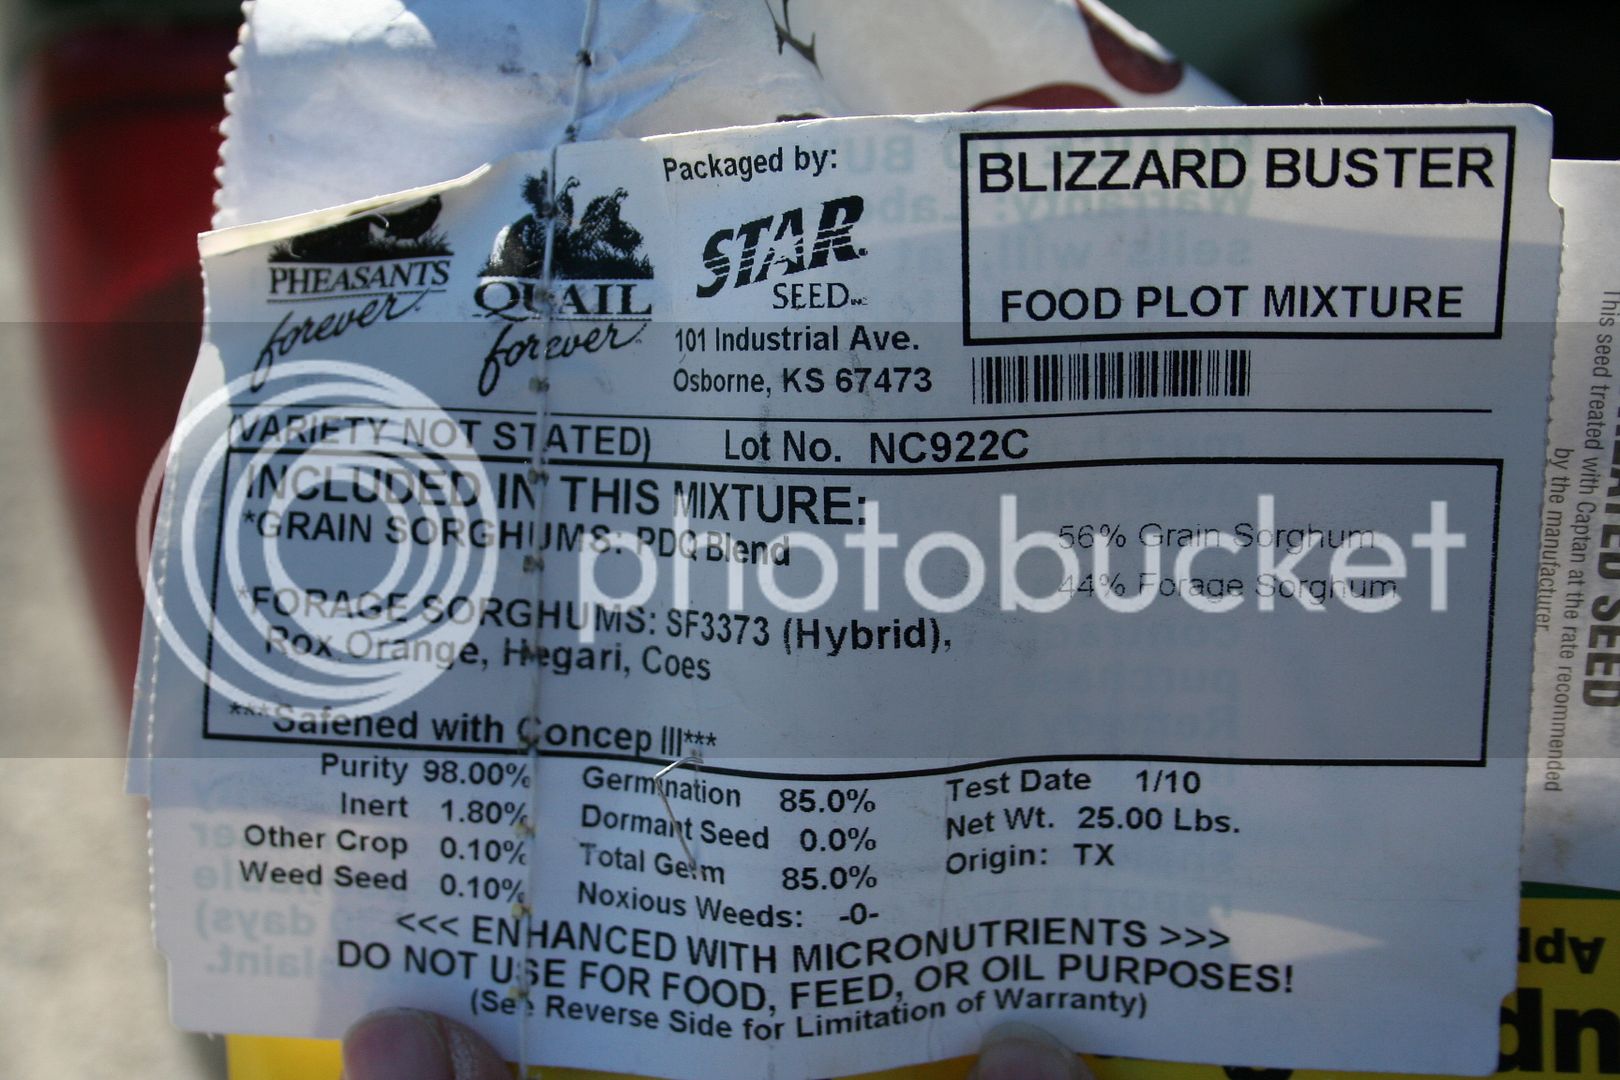 Packaged by:
PHEASANTS
forever
QUAIL
forever
STAR
SEED INC
101 Industrial Ave.
Osborne, KS 67473
BLIZZARD BUSTER
FOOD PLOT MIXTURE
(VARIETY NOT STATED) Lot No. NC922C
INCLUDED IN THIS MIXTURE:
*GRAIN SORGHUMS: PDQ Blend
56% Grain Sorghum
44% Forage Sorghum
*FORAGE SORGHUMS: SF3373 (Hybrid),
Rox Orange, Hegari, Coes
***Safened with Concep III***
Purity 98.00% Germination 85.0% Test Date 1/10
Inert 1.80% Dormant Seed 0.0% Net Wt. 25.00 Lbs.
Other Crop 0.10% Total Germ 85.0% Origin: TX
Weed Seed 0.10% Noxious Weeds: -0-
<<< ENHANCED WITH MICRONUTRIENTS >>>
DO NOT USE FOR FOOD, FEED, OR OIL PURPOSES!
(See Reverse Side for Limitation of Warranty)
SEED
This seed treated with Captan at the rate recommended
by the manufacturer.
photobucket